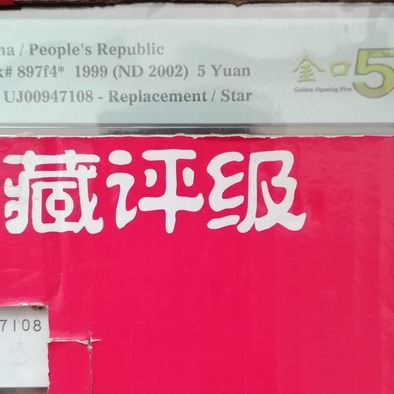 na / People's Republic
k# 897f4* 1999 (ND 2002) 5 Yuan
UJ00947108 - Replacement / Star
金口5
Golden Opening Five
藏评级
7108